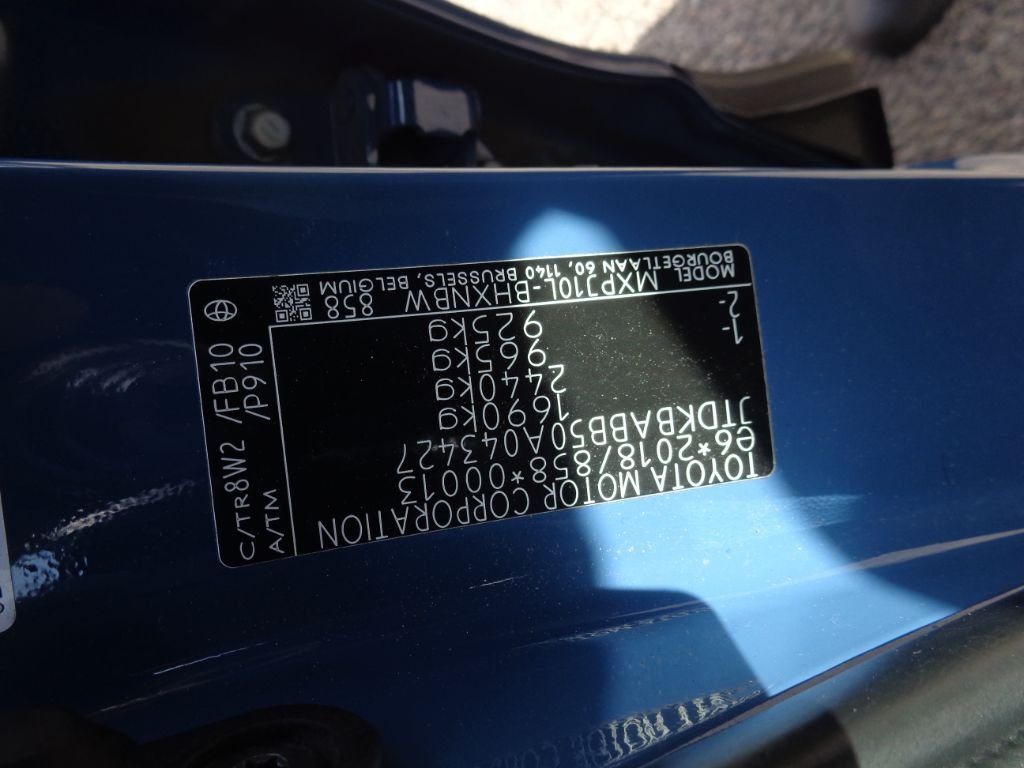 TOYOTA MOTOR CORPORATION
e6*2018/858*00013
JTDKBABB50A043427
1690kg
2440kg
1- 965kg
2- 925kg
MODEL MXPJ10L-BHXNBW 858
BOURGETLAAN 60, 1140 BRUSSELS, BELGIUM
C/TR8W2 /FB10
A/TM /P910